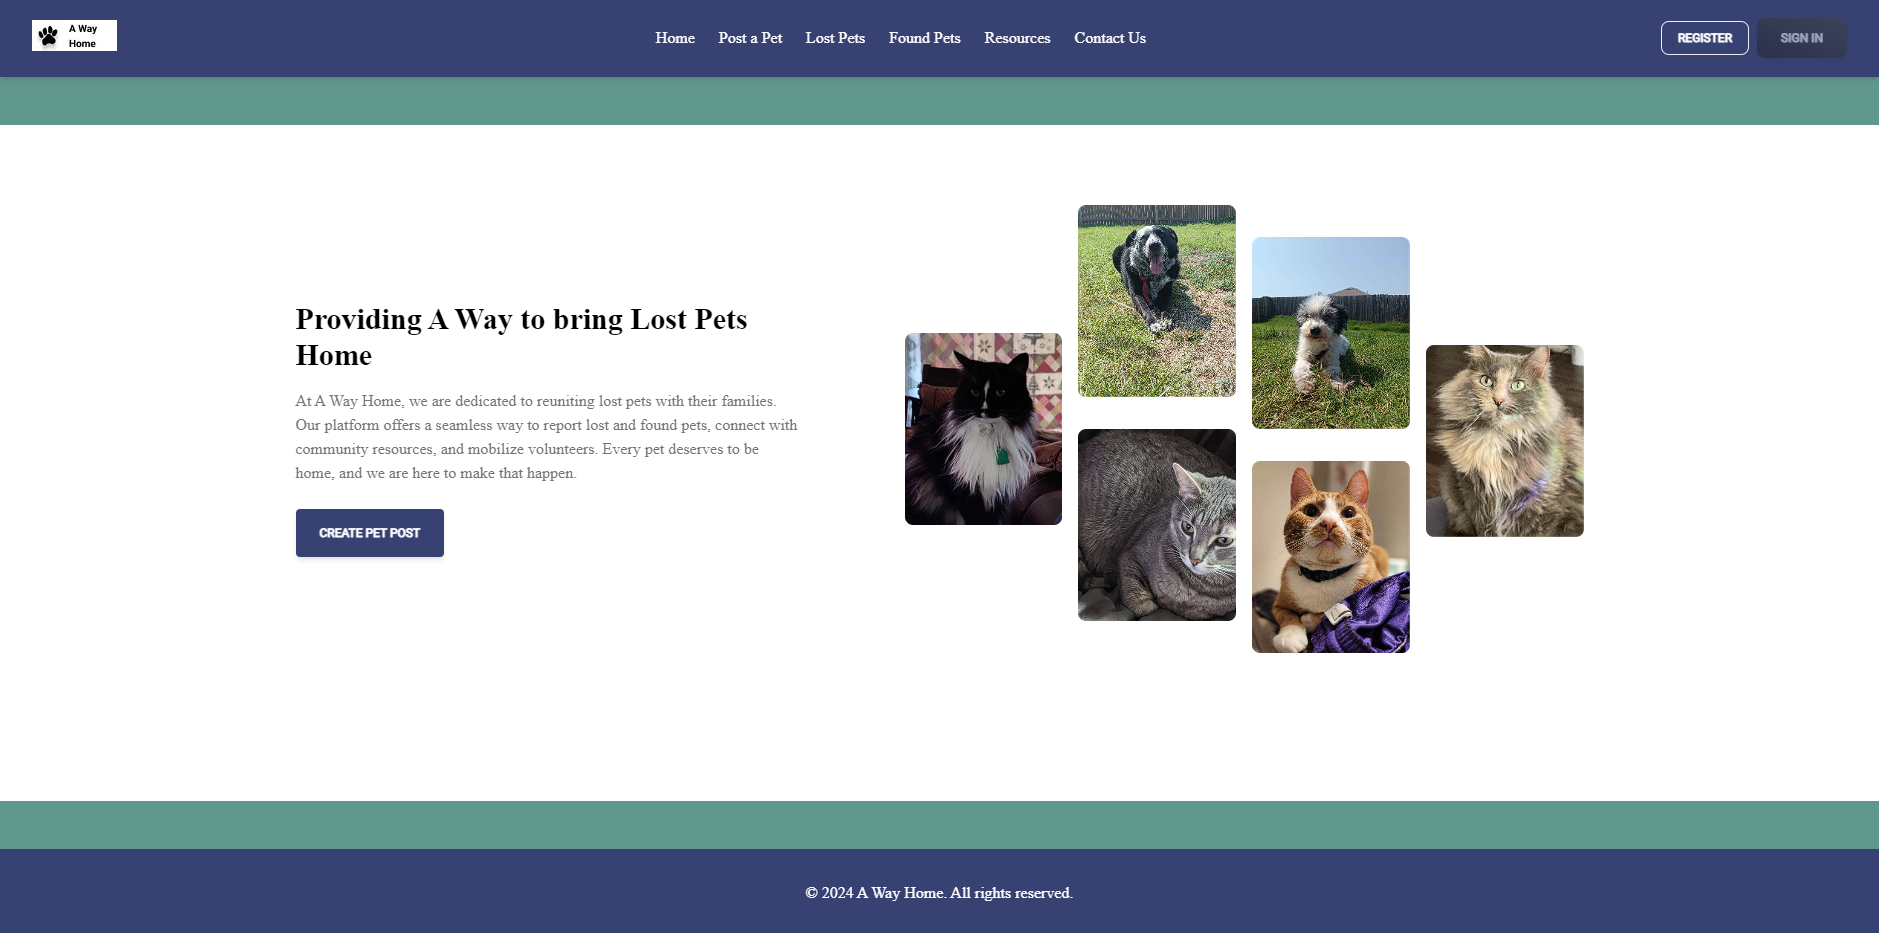 A Way
Home
Home Post a Pet Lost Pets Found Pets Resources Contact Us
REGISTER
SIGN IN
Providing A Way to bring Lost Pets
Home
At A Way Home, we are dedicated to reuniting lost pets with their families.
Our platform offers a seamless way to report lost and found pets, connect with
community resources, and mobilize volunteers. Every pet deserves to be
home, and we are here to make that happen.
CREATE PET POST
© 2024 A Way Home. All rights reserved.